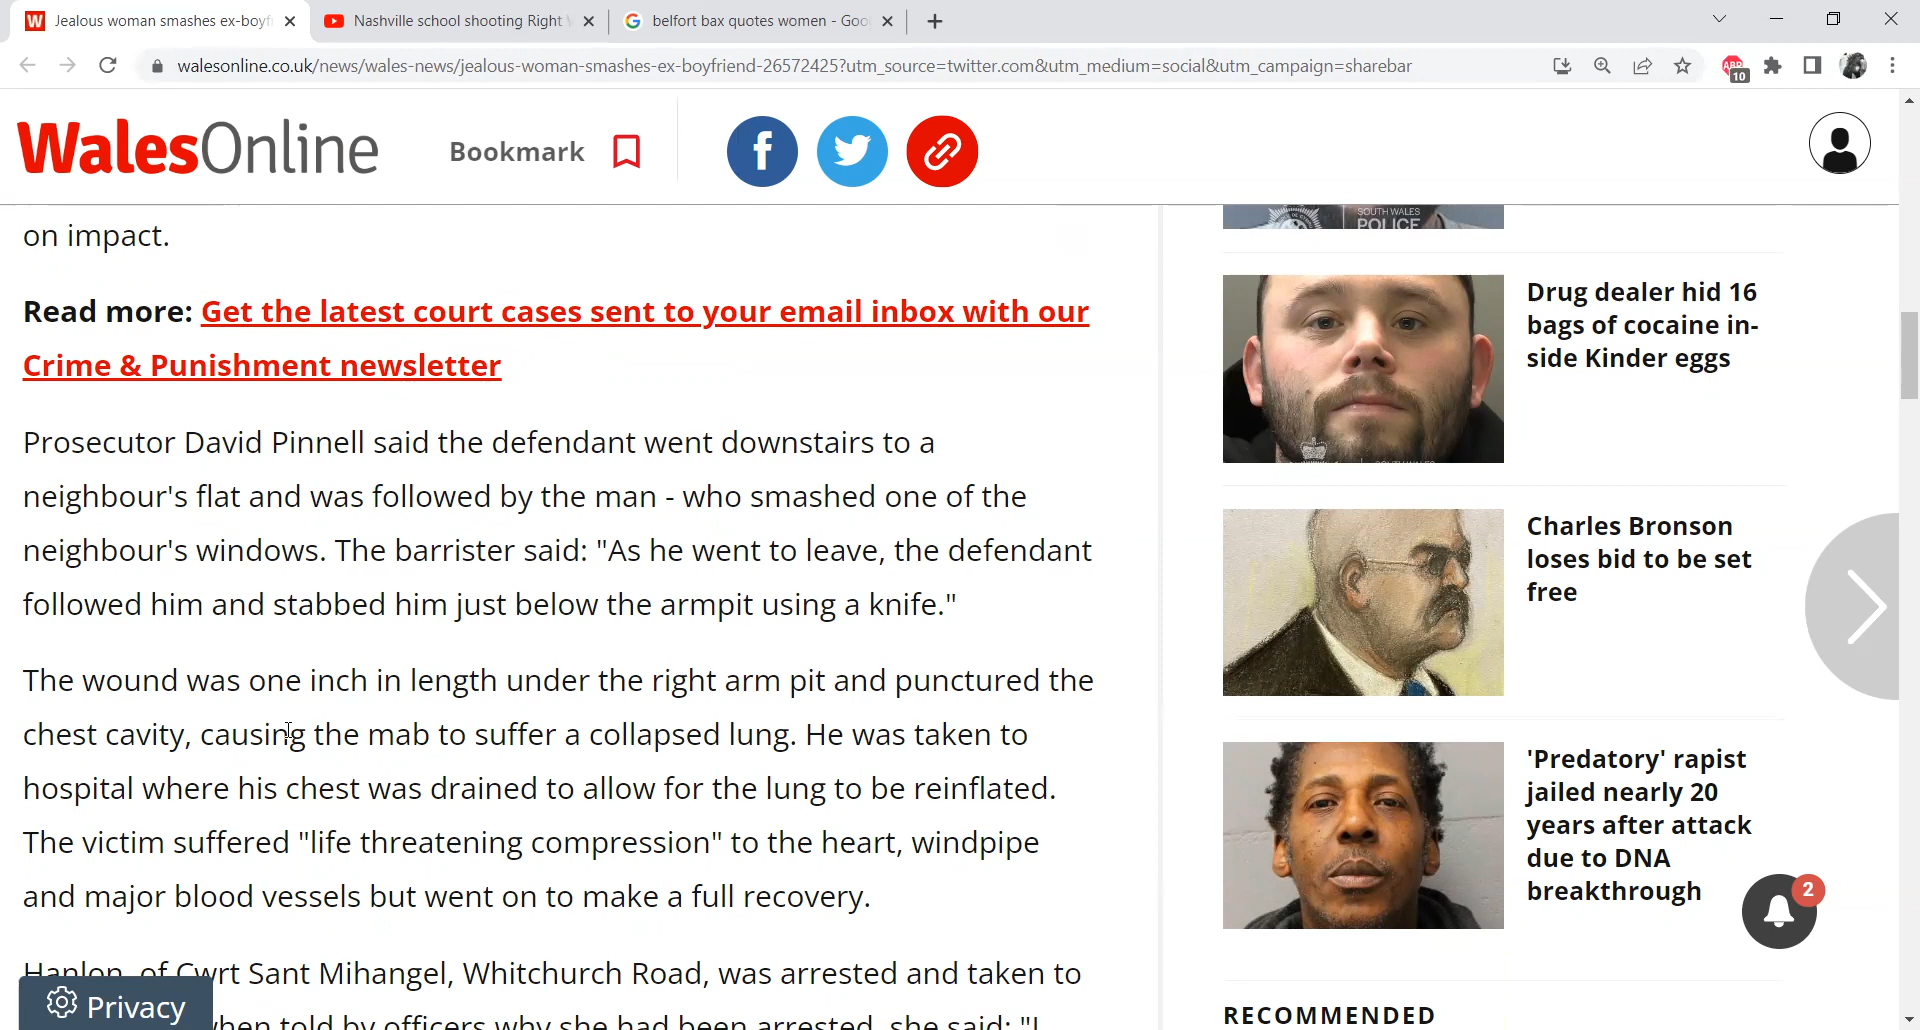 Jealous woman smashes ex-boyf
Nashville school shooting Right
belfort bax quotes women - Goo
walesonline.co.uk/news/wales-news/jealous-woman-smashes-ex-boyfriend-26572425?utm_source=twitter.com&utm_medium=social&utm_campaign=sharebar
ABP
10
WalesOnline
Bookmark
on impact.
Read more: Get the latest court cases sent to your email inbox with our
Crime & Punishment newsletter
Prosecutor David Pinnell said the defendant went downstairs to a
neighbour's flat and was followed by the man - who smashed one of the
neighbour's windows. The barrister said: "As he went to leave, the defendant
followed him and stabbed him just below the armpit using a knife."
The wound was one inch in length under the right arm pit and punctured the
chest cavity, causing the mab to suffer a collapsed lung. He was taken to
hospital where his chest was drained to allow for the lung to be reinflated.
The victim suffered "life threatening compression" to the heart, windpipe
and major blood vessels but went on to make a full recovery.
Hanlon, of Cwrt Sant Mihangel, Whitchurch Road, was arrested and taken to
when told by officers why she had been arrested, she said: "I
Privacy
SOUTH WALES
POLICE
Drug dealer hid 16
bags of cocaine in-
side Kinder eggs
Charles Bronson
loses bid to be set
free
'Predatory' rapist
jailed nearly 20
years after attack
due to DNA
breakthrough
2
RECOMMENDED